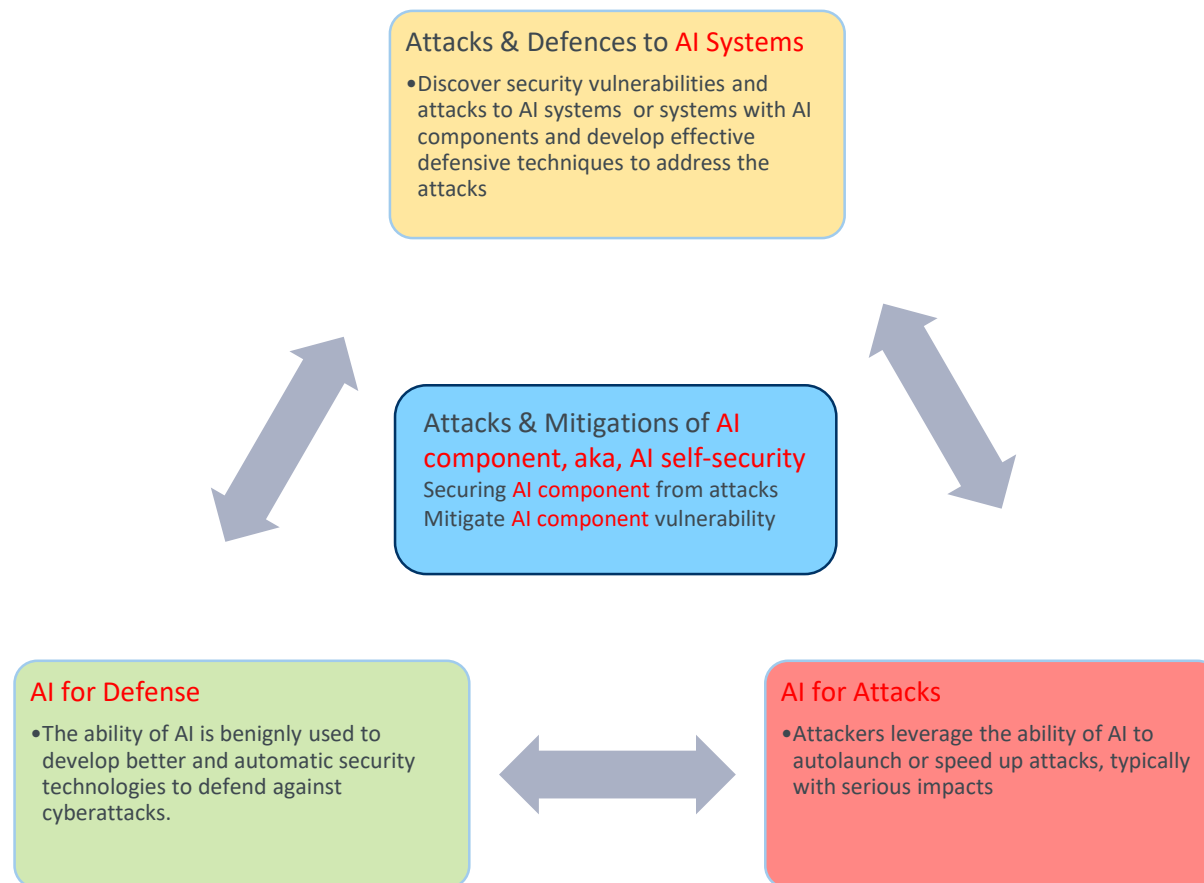 Attacks & Defences to AI Systems
•Discover security vulnerabilities and
attacks to AI systems or systems with AI
components and develop effective
defensive techniques to address the
attacks
Attacks & Mitigations of AI
component, aka, AI self-security
Securing AI component from attacks
Mitigate AI component vulnerability
AI for Defense
•The ability of AI is benignly used to
develop better and automatic security
technologies to defend against
cyberattacks.
AI for Attacks
•Attackers leverage the ability of AI to
autolaunch or speed up attacks, typically
with serious impacts